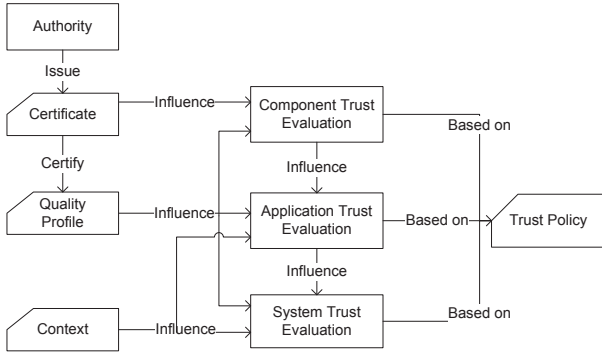 Authority
Issue
Certificate
Influence
Component Trust
Evaluation
Based on
Certify
Influence
Quality
Profile
Influence
Application Trust
Evaluation
Based on
Trust Policy
Influence
Context
Influence
System Trust
Evaluation
Based on